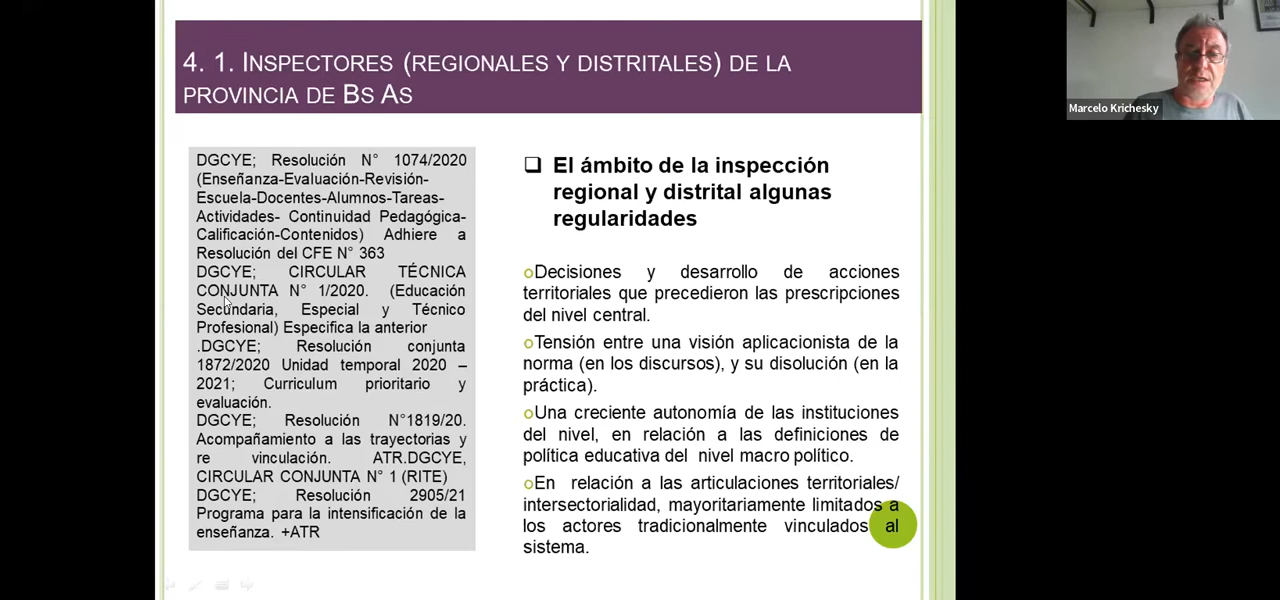 4. 1. INSPECTORES (REGIONALES Y DISTRITALES) DE LA
PROVINCIA DE BS AS
DGCYE; Resolución N° 1074/2020
(Enseñanza-Evaluación-Revisión-
Escuela-Docentes-Alumnos-Tareas-
Actividades- Continuidad Pedagógica-
Calificación-Contenidos) Adhiere a
Resolución del CFE N° 363
DGCYE; CIRCULAR TÉCNICA
CONJUNTA N° 1/2020. (Educación
Secundaria, Especial y Técnico
Profesional) Especifica la anterior
.DGCYE; Resolución conjunta
1872/2020 Unidad temporal 2020 –
2021; Curriculum prioritario y
evaluación.
DGCYE; Resolución N°1819/20.
Acompañamiento a las trayectorias y
re vinculación. ATR.DGCYE,
CIRCULAR CONJUNTA N° 1 (RITE)
DGCYE; Resolución 2905/21
Programa para la intensificación de la
enseñanza. +ATR
El ámbito de la inspección
regional y distrital algunas
regularidades
Decisiones y desarrollo de acciones
territoriales que precedieron las prescripciones
del nivel central.
Tensión entre una visión aplicacionista de la
norma (en los discursos), y su disolución (en la
práctica).
Una creciente autonomía de las instituciones
del nivel, en relación a las definiciones de
política educativa del nivel macro político.
En relación a las articulaciones territoriales/
intersectorialidad, mayoritariamente limitados a
los actores tradicionalmente vinculados al
sistema.
Marcelo Krichesky